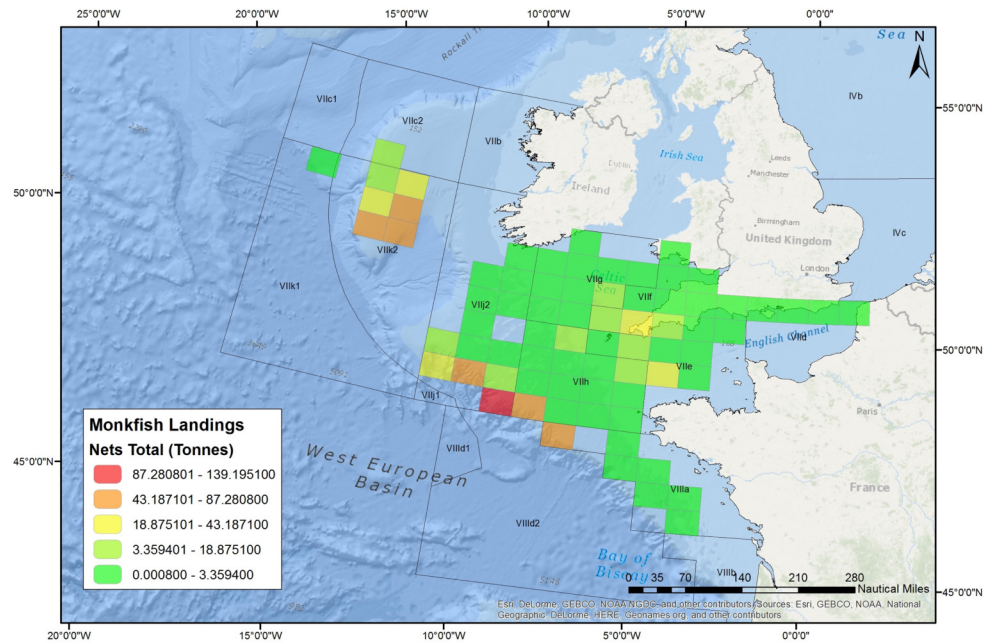 25°0'0"W 20°0'0"W 15°0'0"W 10°0'0"W 5°0'0"W 0°0'0"
Sea
N
Rockall
VIIc1
IVb
55°0'0"N
VIIc2
152
VIIb
Irish Sea
Leeds
Dublin
Manchester
50°0'0"N
Ireland
Birmingham
United Kingdom
IVc
VIIk2
London
VIIg
Celtic
Sea
VIIk1
VIIf
VIIj2
English Channel
VIId
50°0'0"N
VIIe
VIIh
Paris
VIIj1
Monkfish Landings
Nets Total (Tonnes)
87.280801 - 139.195100
43.187101 - 87.280800
18.875101 - 43.187100
3.359401 - 18.875100
0.000800 - 3.359400
45°0'0"N
VIIId1
West European
Basin
VIIIa
France
VIIId2
Bay of
Biscay
VIIIb
5148
0 35 70 140 210 280
Nautical Miles
45°0'0"N
Esri, DeLorme, GEBCO, NOAA NGDC, and other contributors, Sources: Esri, GEBCO, NOAA, National
Geographic, DeLorme, HERE, Geonames.org, and other contributors
20°0'0"W 15°0'0"W 10°0'0"W 5°0'0"W 0°0'0"